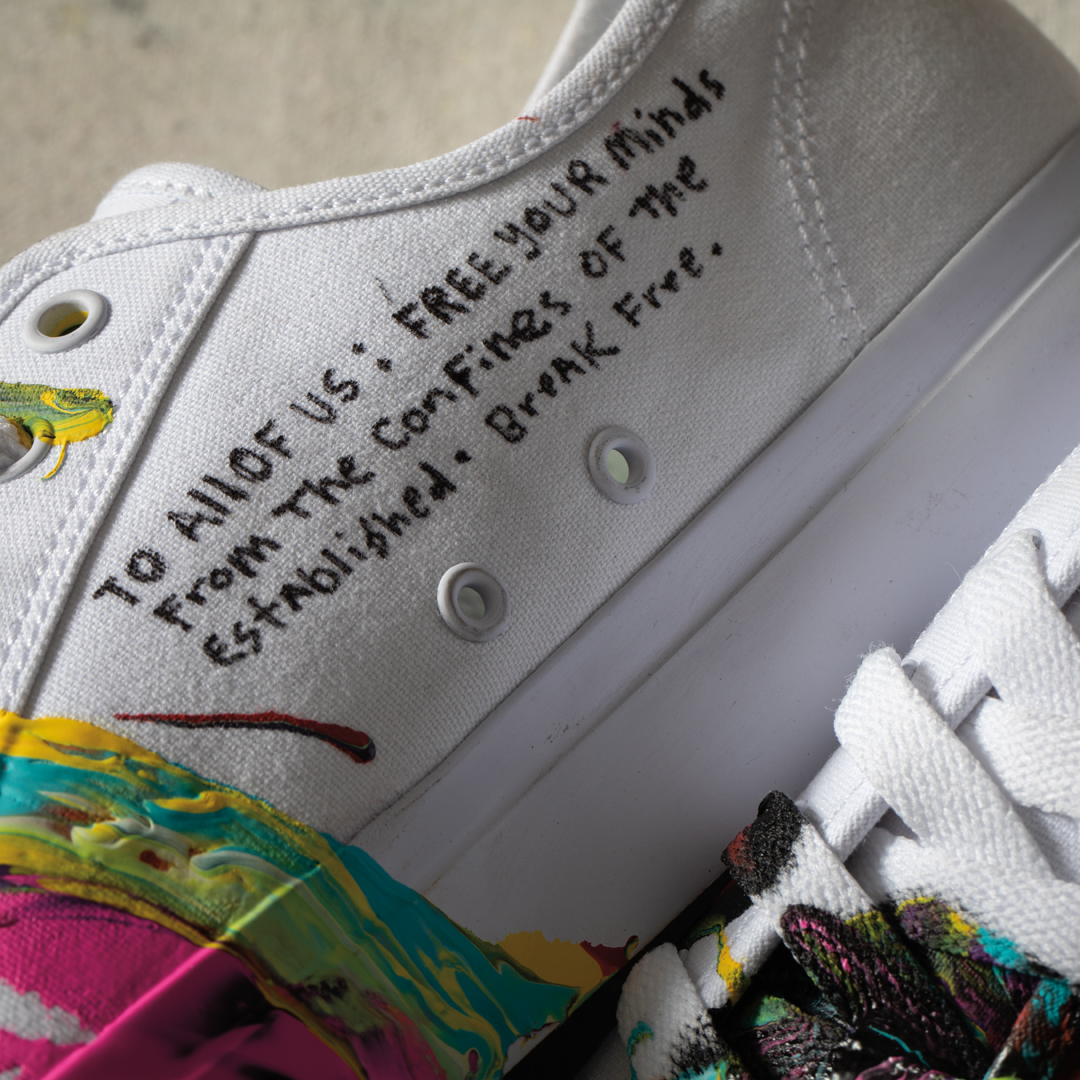 TO AllOF US : FREE YOUR Minds
From The Confines OF The
Established. BreAK Free.